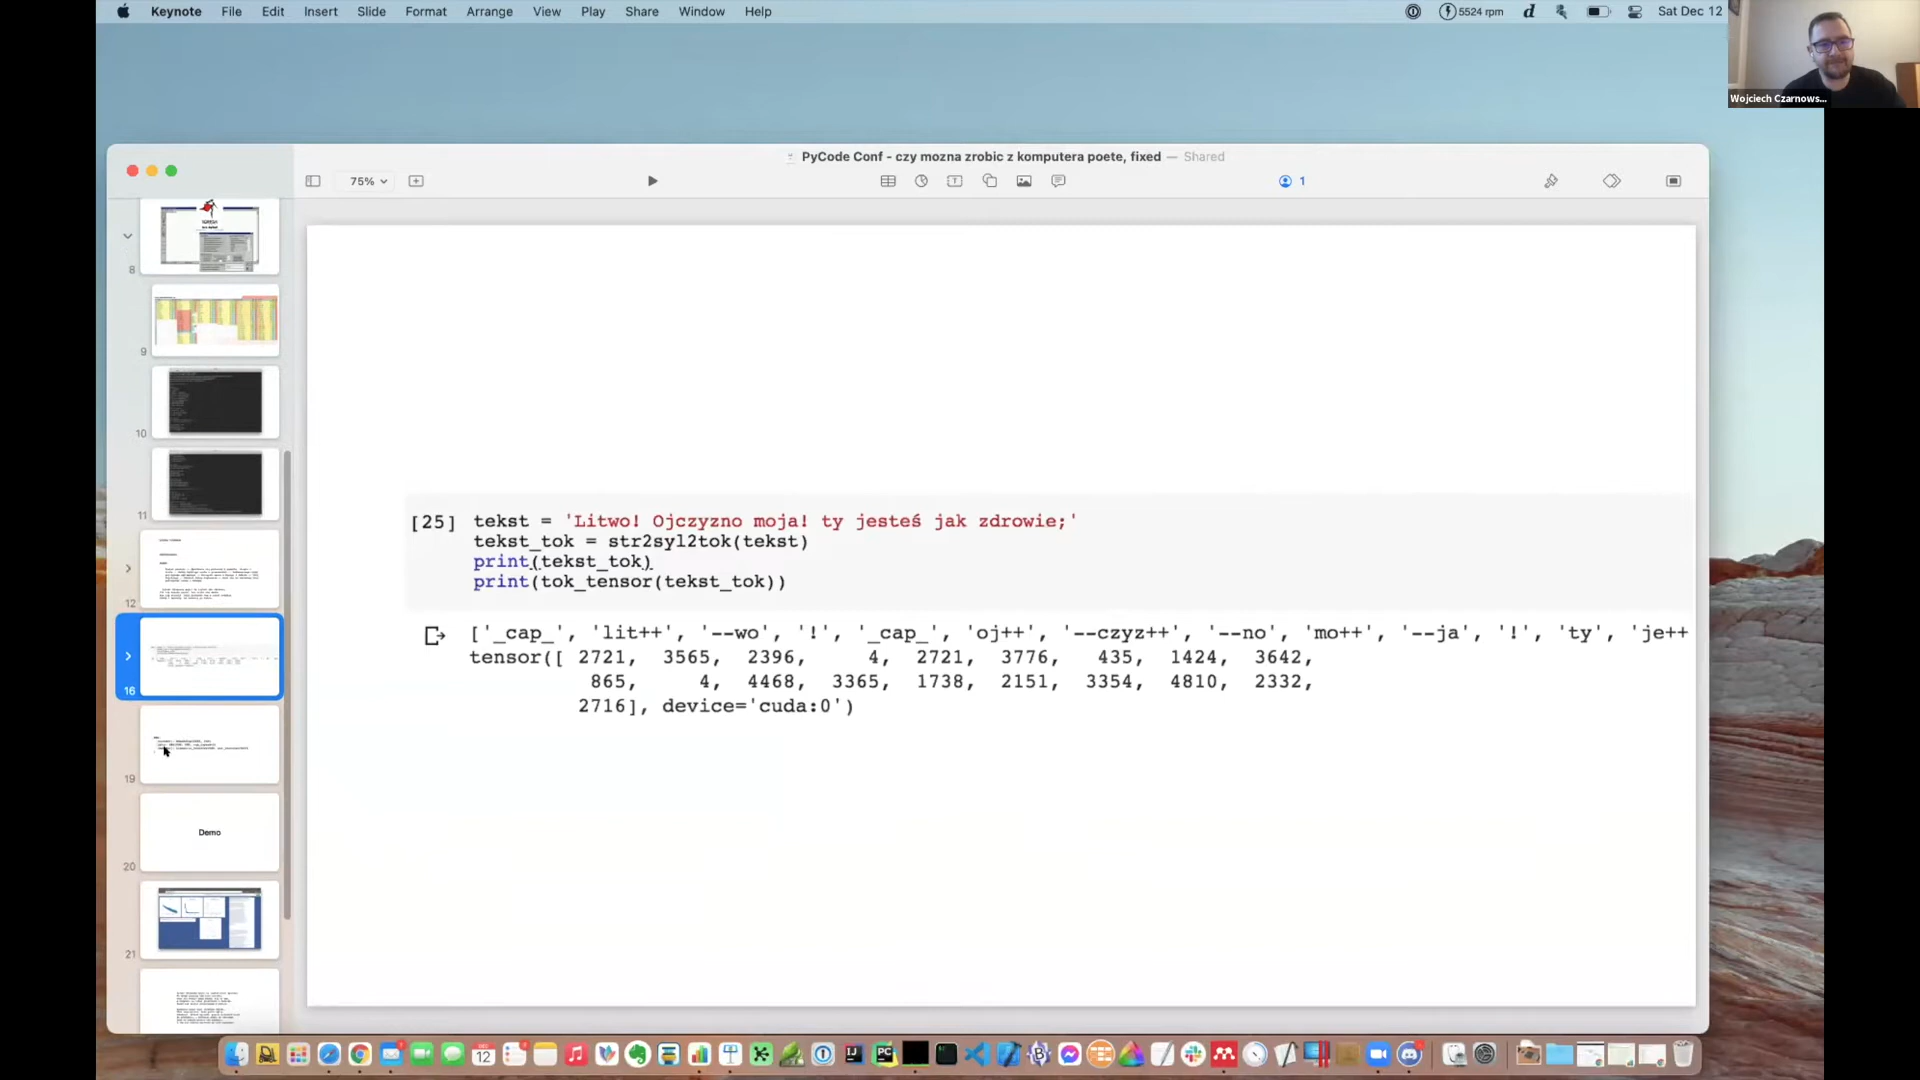 Keynote File Edit Insert Slide Format Arrange View Play Share Window Help
5524 rpm
Sat Dec 12
Wojciech Czarnows...
PyCode Conf - czy mozna zrobic z komputera poete, fixed — Shared
75%
1
8
9
10
11
12
16
19
Demo
20
21
[25] tekst = 'Litwo! Ojczyzno moja! ty jesteś jak zdrowie;'
tekst_tok = str2syl2tok(tekst)
print(tekst_tok)
print(tok_tensor(tekst_tok))
['_cap_', 'lit++', '--wo', '!', '_cap_', 'oj++', '--czyz++', '--no', 'mo++', '--ja', '!', 'ty', 'je++
tensor([ 2721, 3565, 2396, 4, 2721, 3776, 435, 1424, 3642,
865, 4, 4468, 3365, 1738, 2151, 3354, 4810, 2332,
2716], device='cuda:0')
DEC
12
PC